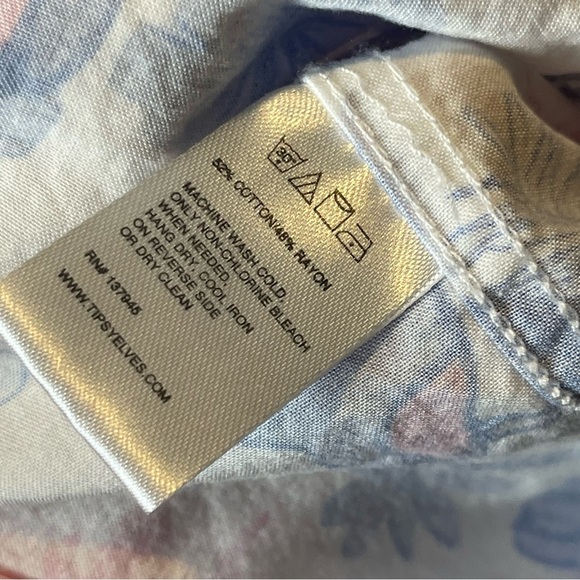 30°
52% COTTON/48% RAYON
MACHINE WASH COLD.
ONLY NON-CHLORINE BLEACH
WHEN NEEDED.
HANG DRY. COOL IRON
ON REVERSE SIDE
OR DRY CLEAN
RN# 137945
WWW.TIPSYELVES.COM